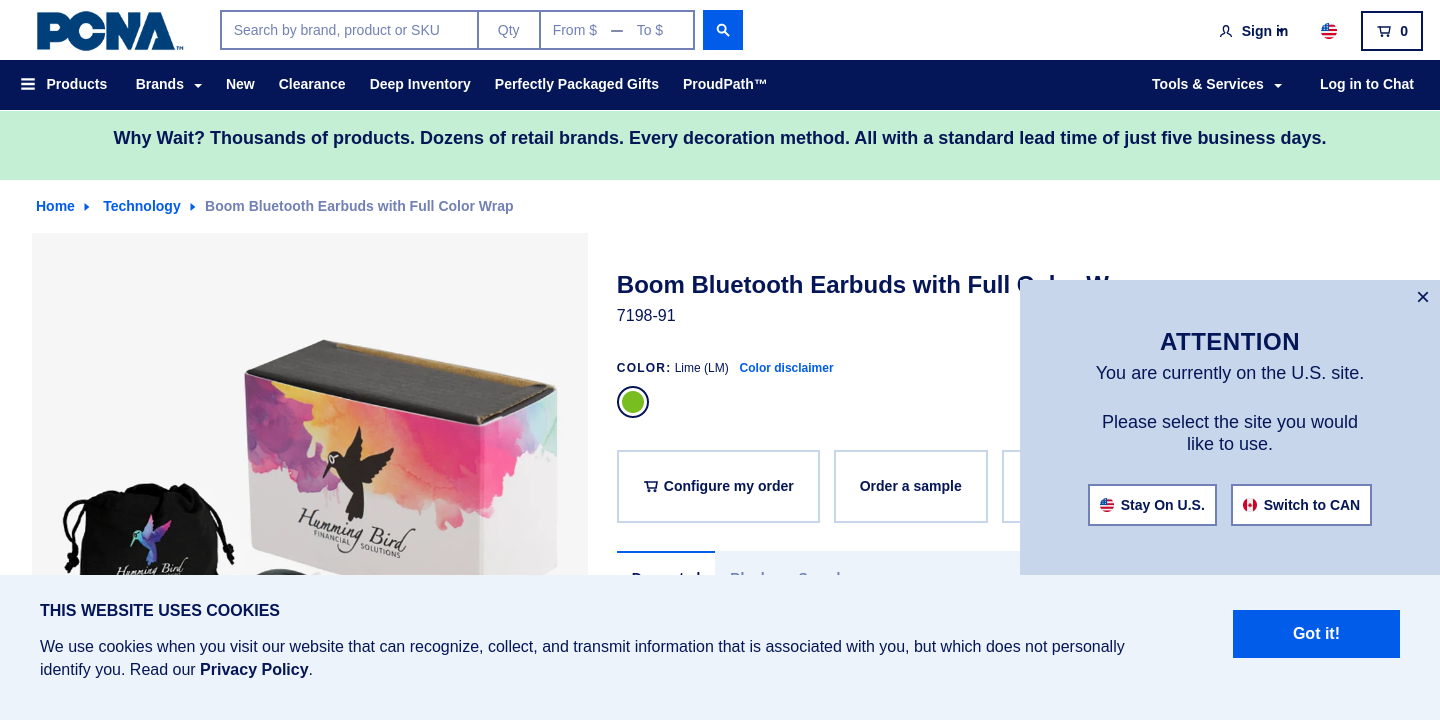 PCNA™
Search by brand, product or SKU
Qty
From $ — To $
Sign in
0
Products
Brands
New
Clearance
Deep Inventory
Perfectly Packaged Gifts
ProudPath™
Tools & Services
Log in to Chat
Why Wait? Thousands of products. Dozens of retail brands. Every decoration method. All with a standard lead time of just five business days.
Home
Technology
Boom Bluetooth Earbuds with Full Color Wrap
Humming Bird
FINANCIAL SOLUTIONS
Humming Bird
Boom Bluetooth Earbuds with Full Color W
7198-91
COLOR: Lime (LM) Color disclaimer
Configure my order
Order a sample
×
ATTENTION
You are currently on the U.S. site.
Please select the site you would
like to use.
Stay On U.S.
Switch to CAN
THIS WEBSITE USES COOKIES
We use cookies when you visit our website that can recognize, collect, and transmit information that is associated with you, but which does not personally
identify you. Read our Privacy Policy.
Got it!